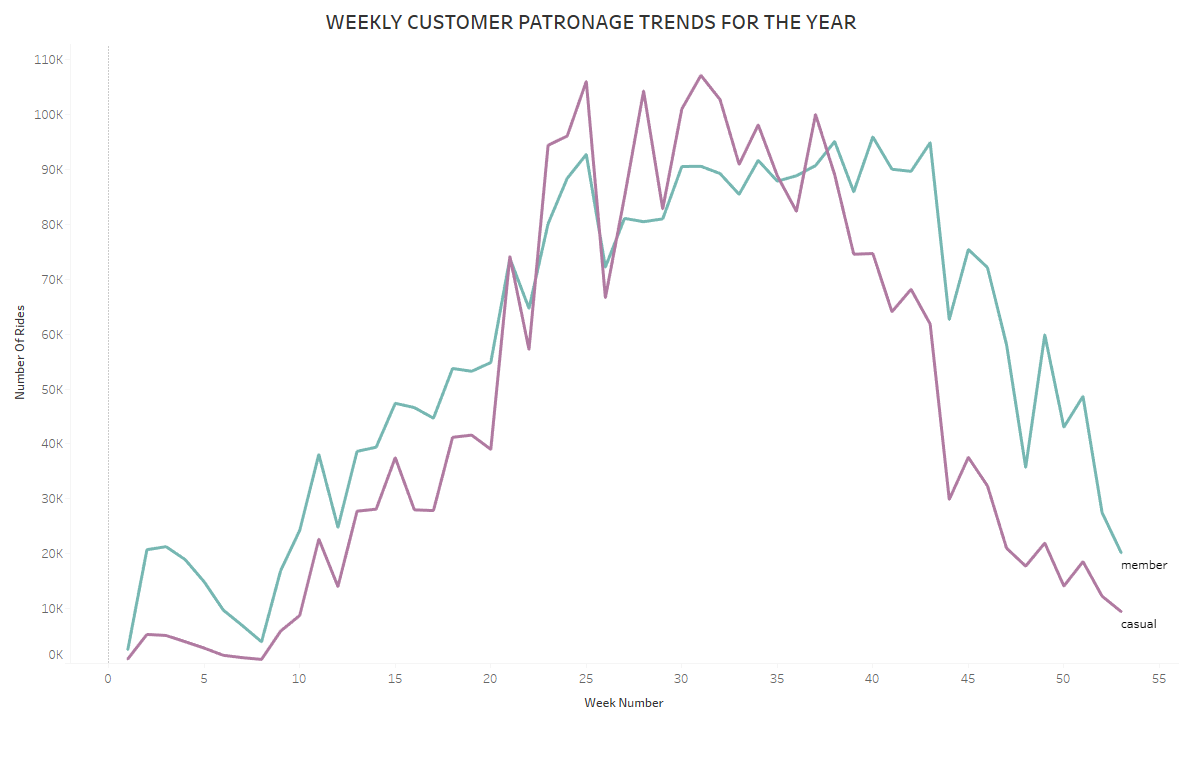 WEEKLY CUSTOMER PATRONAGE TRENDS FOR THE YEAR
110K
100K
90K
80K
70K
60K
50K
40K
30K
20K
10K
0K
Number Of Rides
member
casual
0 5 10 15 20 25 30 35 40 45 50 55
Week Number